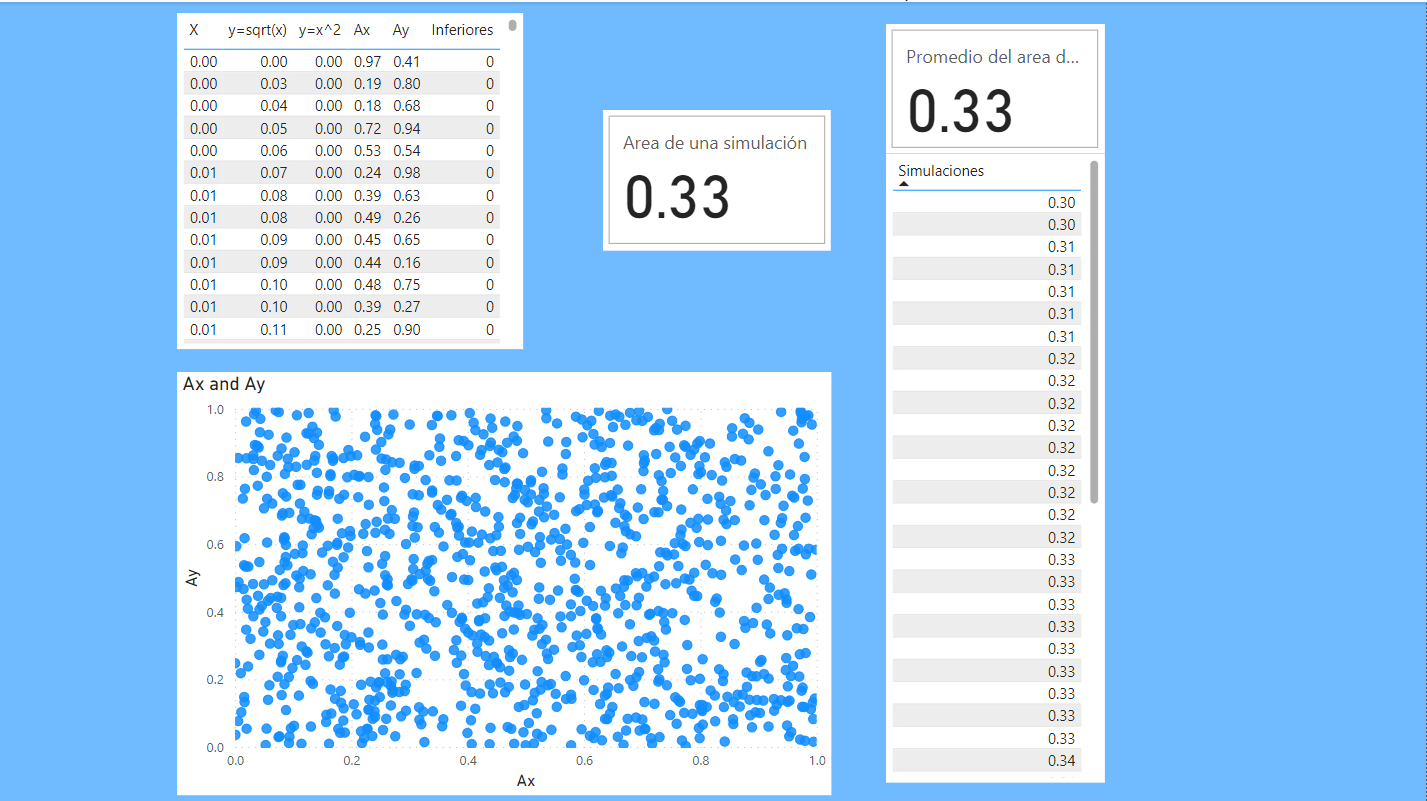 X y=sqrt(x) y=x^2 Ax Ay Inferiores
0.00 0.00 0.00 0.97 0.41 0
0.00 0.03 0.00 0.19 0.80 0
0.00 0.04 0.00 0.18 0.68 0
0.00 0.05 0.00 0.72 0.94 0
0.00 0.06 0.00 0.53 0.54 0
0.01 0.07 0.00 0.24 0.98 0
0.01 0.08 0.00 0.39 0.63 0
0.01 0.08 0.00 0.49 0.26 0
0.01 0.09 0.00 0.45 0.65 0
0.01 0.09 0.00 0.44 0.16 0
0.01 0.10 0.00 0.48 0.75 0
0.01 0.10 0.00 0.39 0.27 0
0.01 0.11 0.00 0.25 0.90 0
Area de una simulación
0.33
Promedio del area d...
0.33
Simulaciones
0.30
0.30
0.31
0.31
0.31
0.31
0.31
0.32
0.32
0.32
0.32
0.32
0.32
0.32
0.32
0.32
0.33
0.33
0.33
0.33
0.33
0.33
0.33
0.33
0.33
0.34
Ax and Ay
1.0
0.8
0.6
0.4
0.2
0.0
Ay
0.0 0.2 0.4 0.6 0.8 1.0
Ax